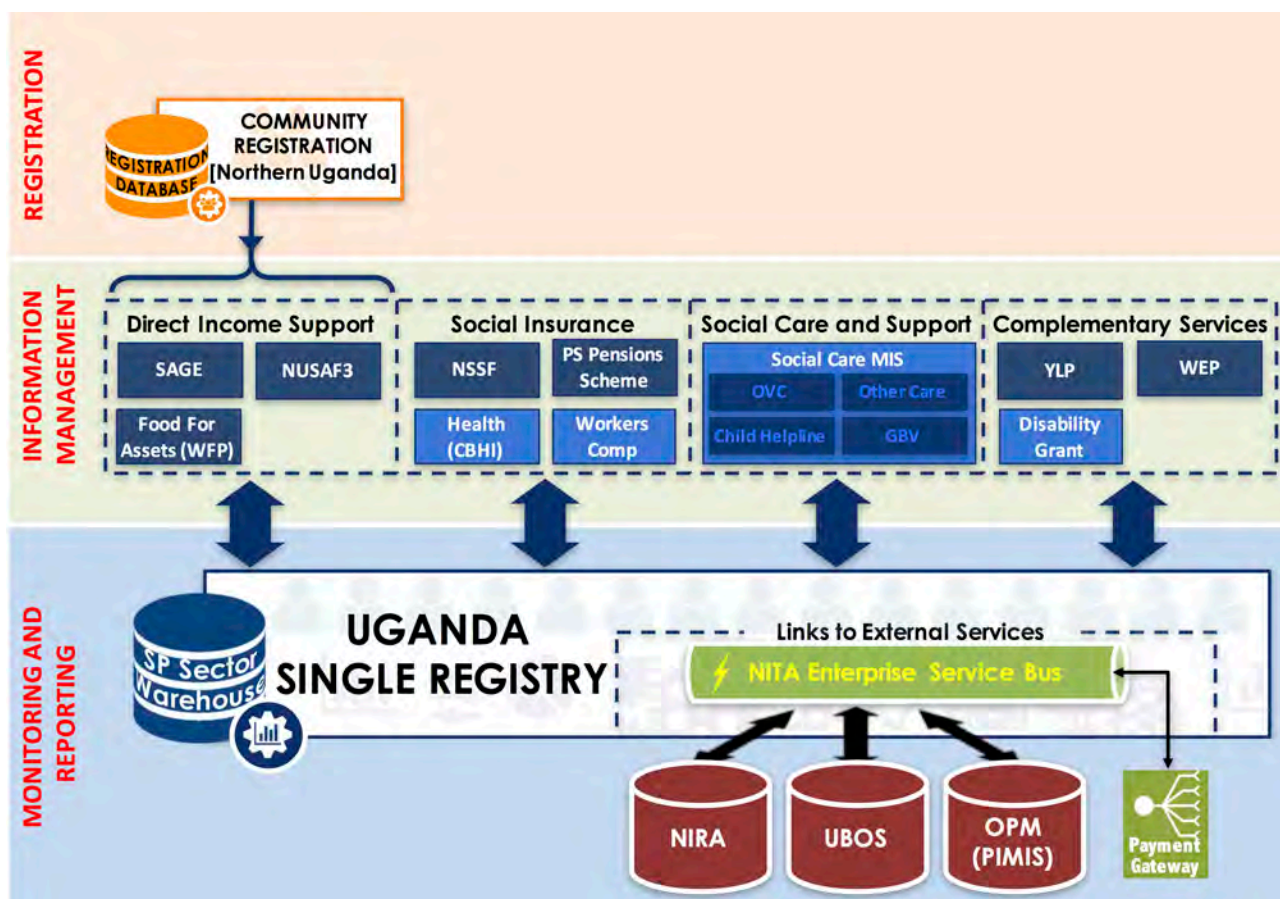 REGISTRATION
COMMUNITY
REGISTRATION
[Northern Uganda]
REGISTRATION
DATABASE
INFORMATION
MANAGEMENT
Direct Income Support
SAGE
NUSAF3
Food For
Assets (WFP)
Social Insurance
NSSF
PS Pensions
Scheme
Health
(CBHI)
Workers
Comp
Social Care and Support
Social Care MIS
OVC
Other Care
Child Helpline
GBV
Complementary Services
YLP
WEP
Disability
Grant
MONITORING AND
REPORTING
SP Sector
Warehouse
UGANDA
SINGLE REGISTRY
Links to External Services
NITA Enterprise Service Bus
NIRA
UBOS
OPM
(PIMIS)
Payment
Gateway